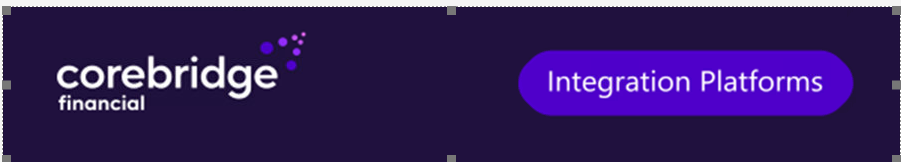 corebridge
financial
Integration Platforms